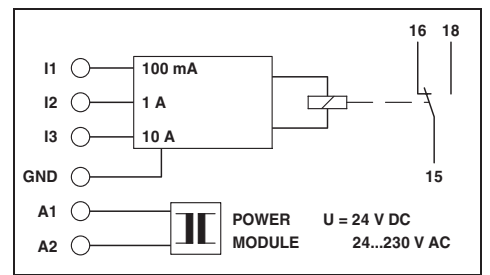 16 18
I1 100 mA
I2 1 A
I3 10 A
GND
15
A1
A2
POWER U = 24 V DC
MODULE 24...230 V AC